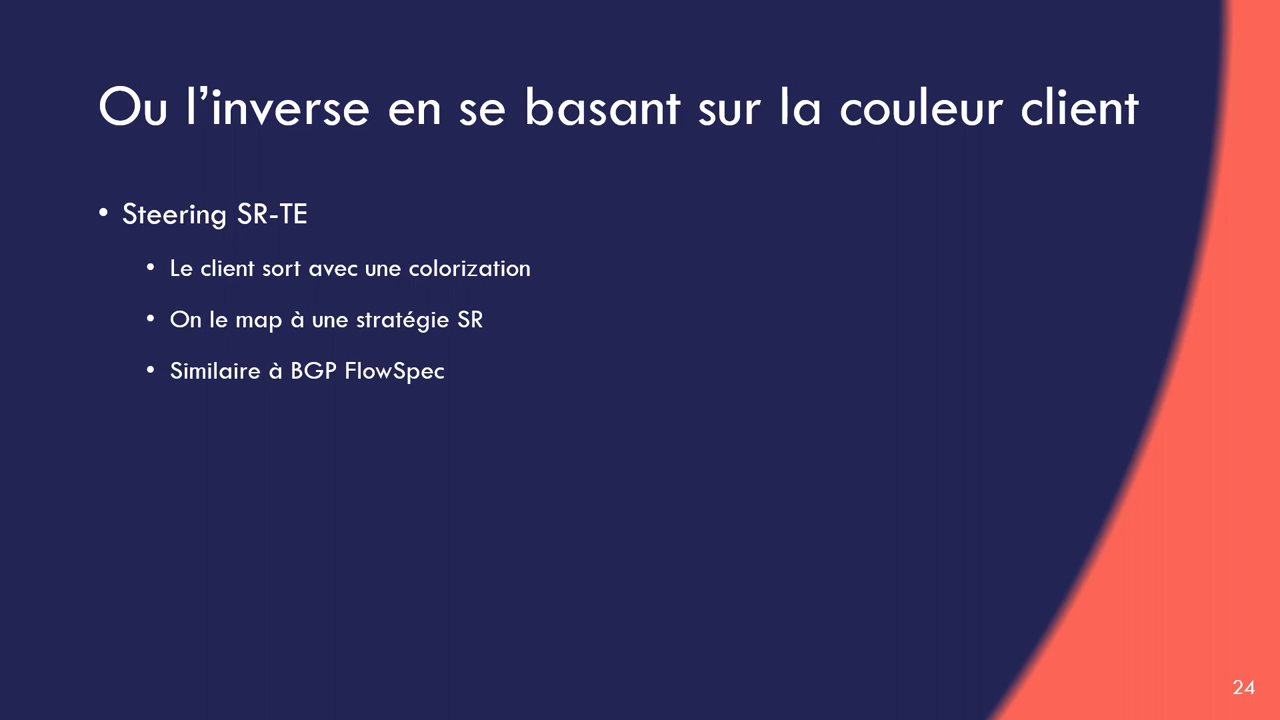 Ou l’inverse en se basant sur la couleur client
• Steering SR-TE
• Le client sort avec une colorization
• On le map à une stratégie SR
• Similaire à BGP FlowSpec
24